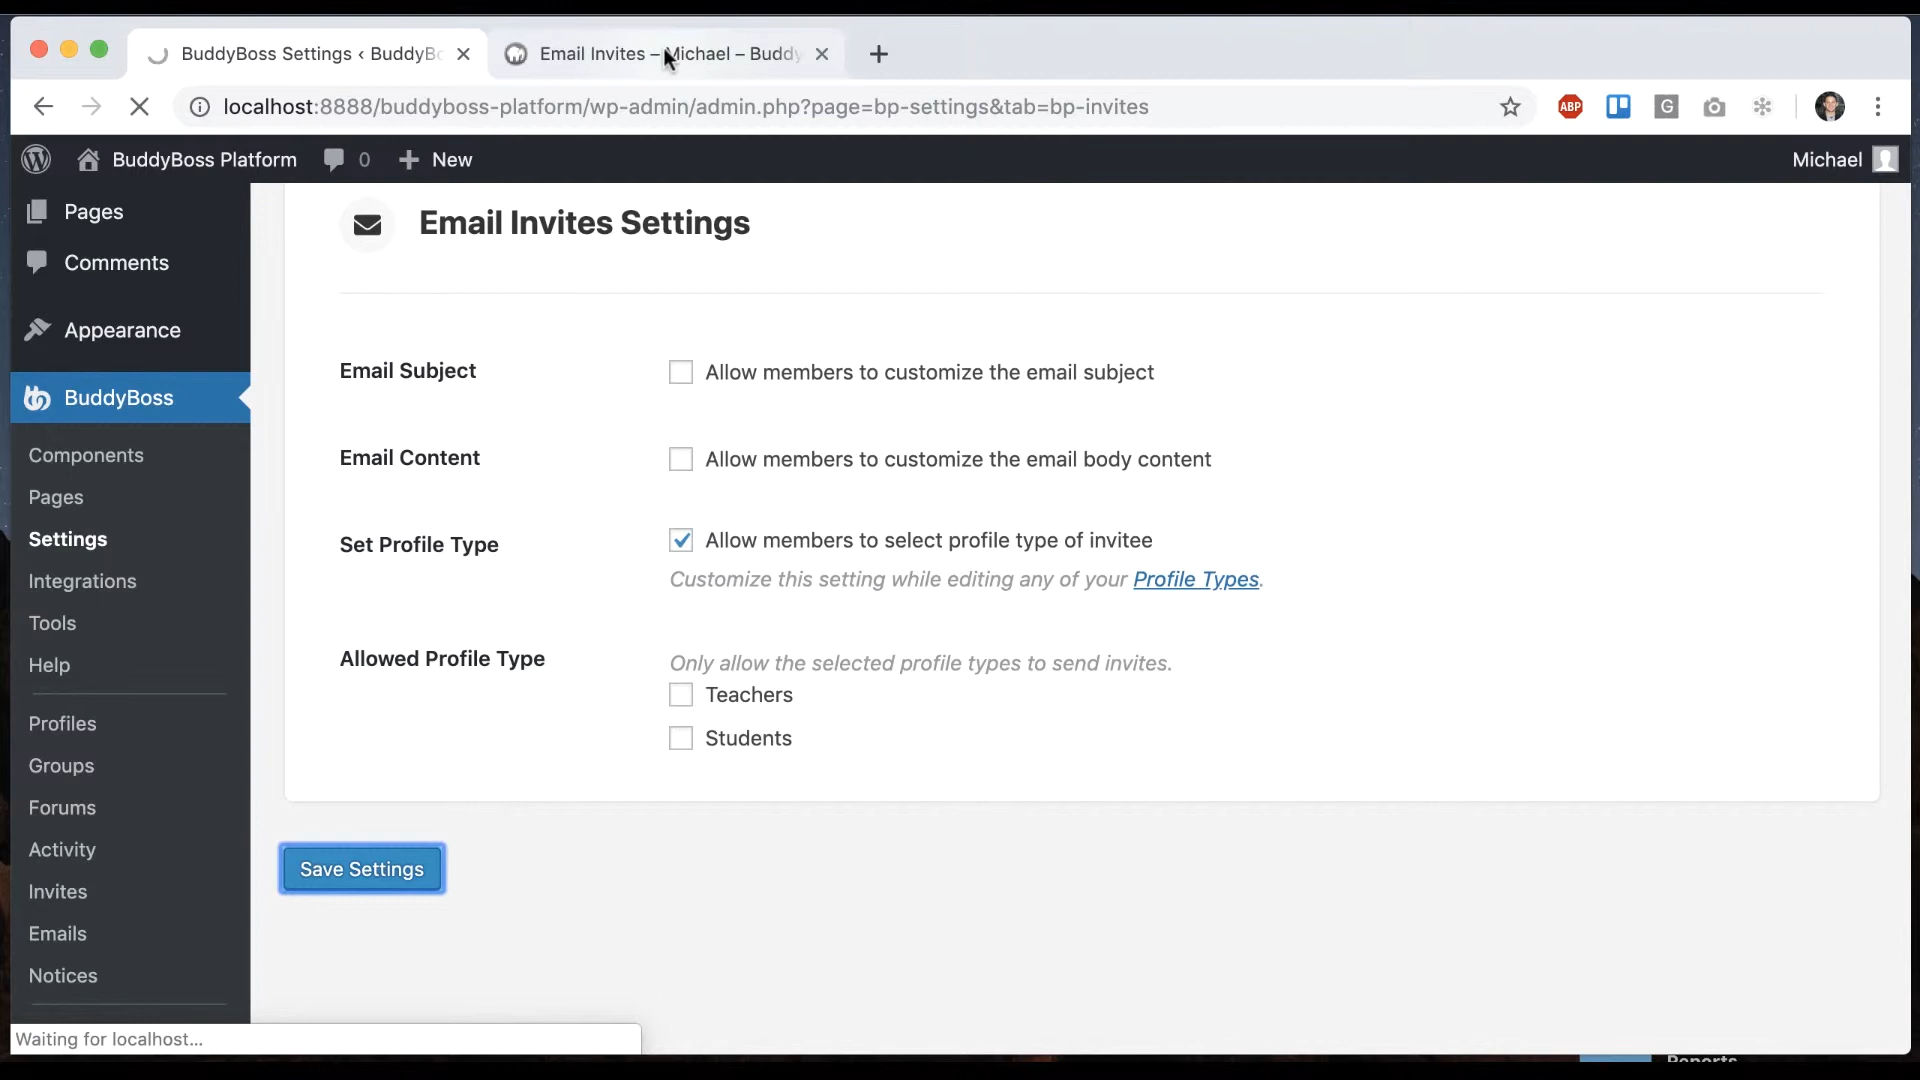 BuddyBoss Settings ‹ BuddyBo
Email Invites – Michael – Buddy
localhost:8888/buddyboss-platform/wp-admin/admin.php?page=bp-settings&tab=bp-invites
ABP
G
BuddyBoss Platform
0
New
Michael
Pages
Comments
Appearance
BuddyBoss
Components
Pages
Settings
Integrations
Tools
Help
Profiles
Groups
Forums
Activity
Invites
Emails
Notices
Email Invites Settings
Email Subject
Allow members to customize the email subject
Email Content
Allow members to customize the email body content
Set Profile Type
Allow members to select profile type of invitee
Customize this setting while editing any of your Profile Types.
Allowed Profile Type
Only allow the selected profile types to send invites.
Teachers
Students
Save Settings
Waiting for localhost...
Reports